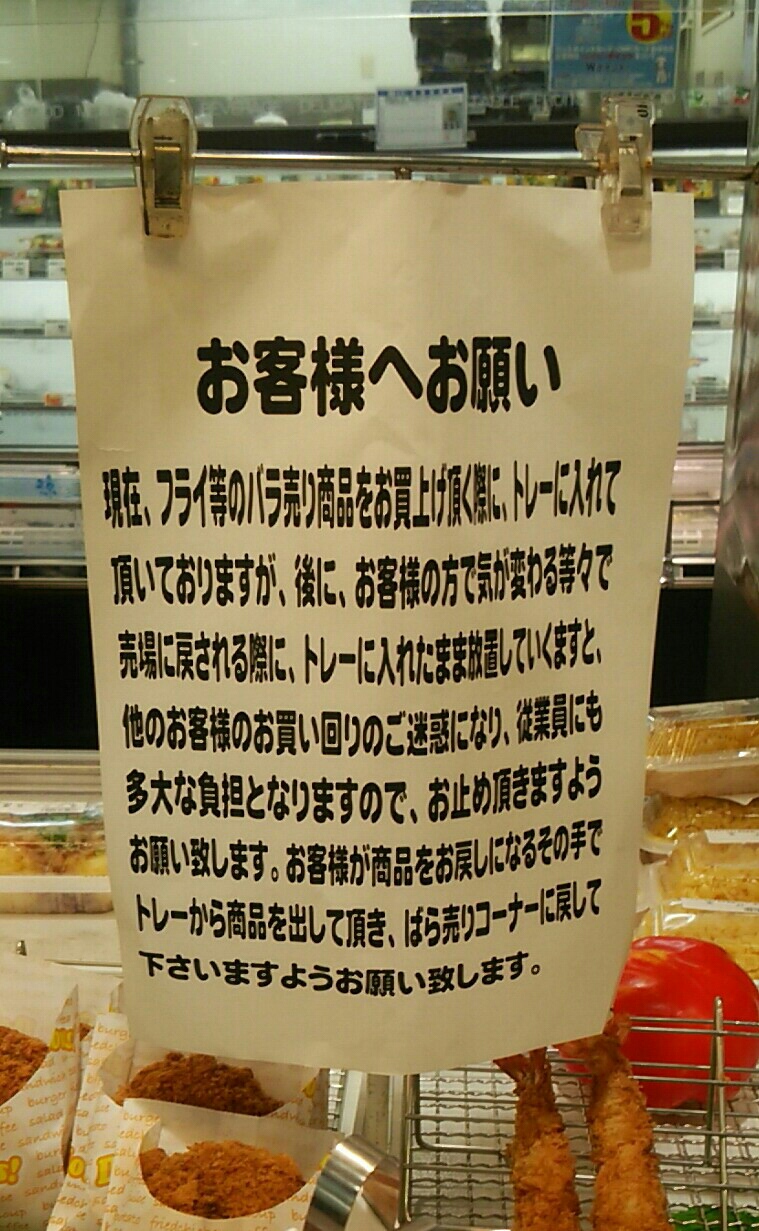 5
お客様へお願い
現在、フライ等のバラ売り商品をお買上げ頂く際に、トレーに入れて
頂いておりますが、後に、お客様の方で気が変わる等々で
売場に戻される際に、トレーに入れたまま放置していくますと、
他のお客様のお買い回りのご迷惑になり、従業員にも
多大な負担となりますので、お止め頂きますよう
お願い致します。お客様が商品をお戻しになるその手で
トレーから商品を出して頂き、ばら売りコーナーに戻して
下さいますようお願い致します。